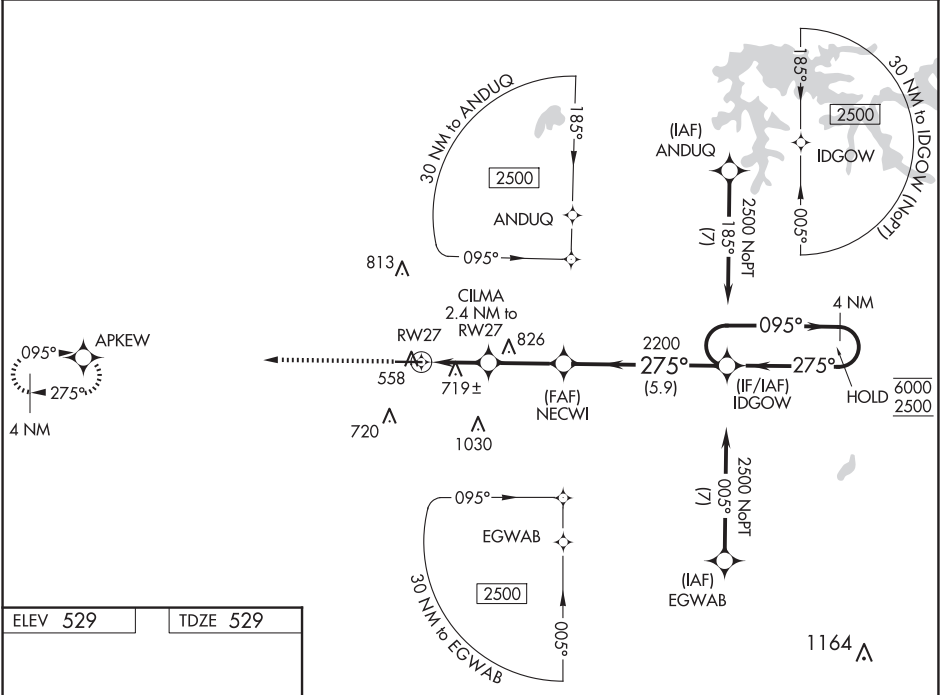 30 NM to ANDUQ
185°
2500
ANDUQ
095°
(IAF)
ANDUQ
185°
2500
IDGOW
005°
30 NM to IDGOW (NoPT)
2500 NoPT
185°
(7)
813
CILMA
2.4 NM to
RW27
RW27
826
558
719±
720
1030
(FAF)
NECWI
2200
275°
(5.9)
(IF/IAF)
IDGOW
095°
275°
4 NM
HOLD
6000
2500
095°
APKEW
275°
4 NM
2500 NoPT
005°
(7)
(IAF)
EGWAB
095°
EGWAB
2500
005°
30 NM to EGWAB
1164
ELEV 529
TDZE 529